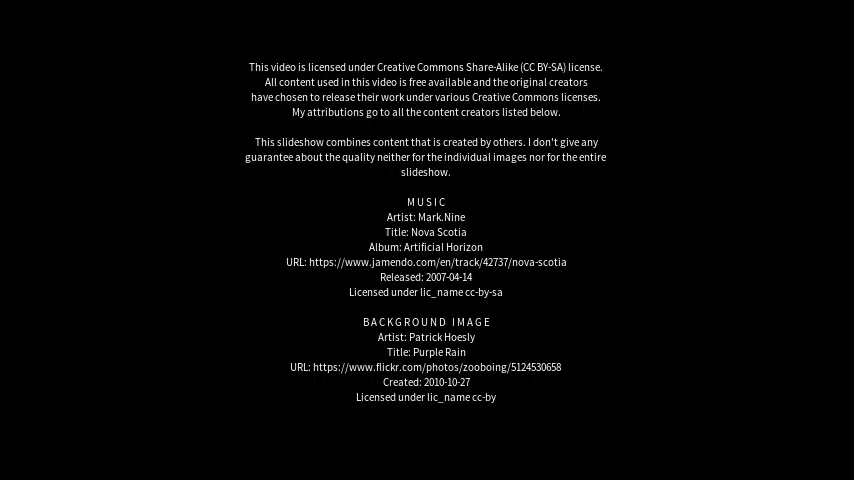 This video is licensed under Creative Commons Share-Alike (CC BY-SA) license.
All content used in this video is free available and the original creators
have chosen to release their work under various Creative Commons licenses.
My attributions go to all the content creators listed below.
This slideshow combines content that is created by others. I don't give any
guarantee about the quality neither for the individual images nor for the entire
slideshow.
MUSIC
Artist: Mark.Nine
Title: Nova Scotia
Album: Artificial Horizon
URL: https://www.jamendo.com/en/track/42737/nova-scotia
Released: 2007-04-14
Licensed under lic_name cc-by-sa
BACKGROUND IMAGE
Artist: Patrick Hoesly
Title: Purple Rain
URL: https://www.flickr.com/photos/zooboing/5124530658
Created: 2010-10-27
Licensed under lic_name cc-by